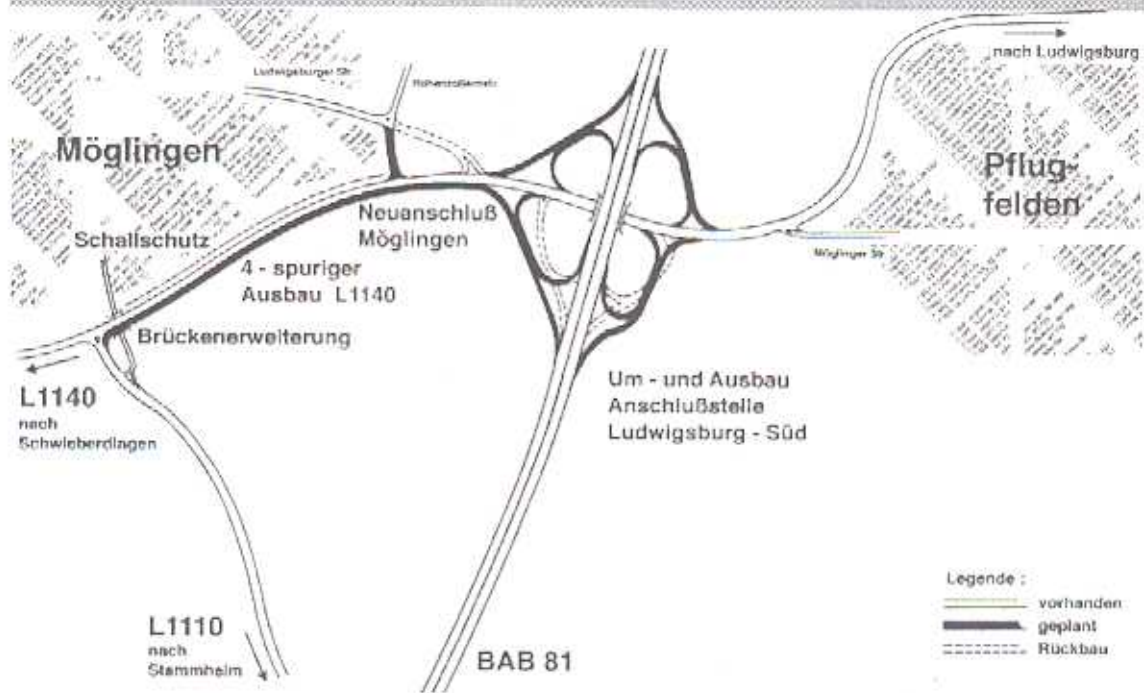 nach Ludwigsburg
Ludwigsburger Str.
Möglingen
Pflug-
felden
Neuanschluß
Möglingen
Schallschutz
4 - spuriger
Ausbau L1140
Möglinger Str.
Brückenerweiterung
L1140
nach
Schwieberdingen
Um - und Ausbau
Anschlußstelle
Ludwigsburg - Süd
L1110
nach
Stammheim
BAB 81
Legende :
vorhanden
geplant
Rückbau